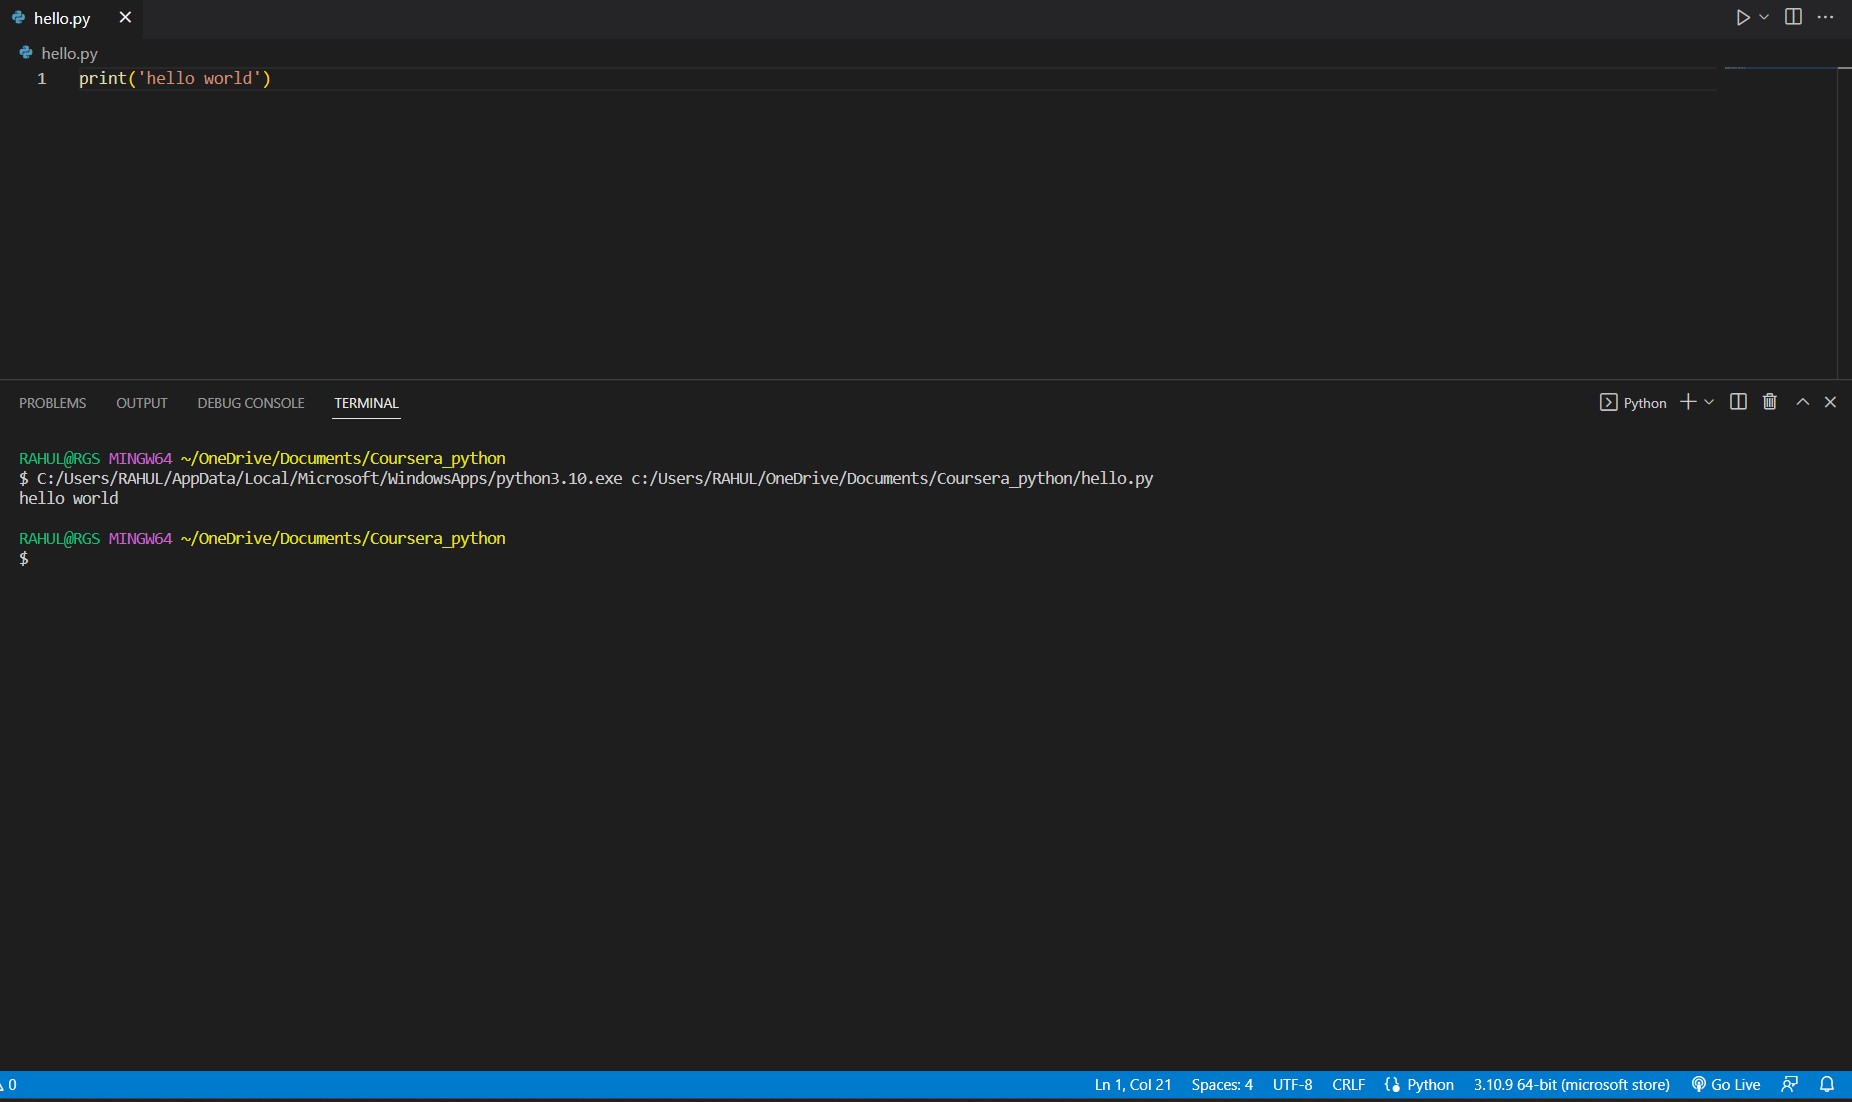 hello.py
hello.py
1 print('hello world')
PROBLEMS OUTPUT DEBUG CONSOLE TERMINAL Python
RAHUL@RGS MINGW64 ~/OneDrive/Documents/Coursera_python
$ C:/Users/RAHUL/AppData/Local/Microsoft/WindowsApps/python3.10.exe c:/Users/RAHUL/OneDrive/Documents/Coursera_python/hello.py
hello world
RAHUL@RGS MINGW64 ~/OneDrive/Documents/Coursera_python
$
0 Ln 1, Col 21 Spaces: 4 UTF-8 CRLF Python 3.10.9 64-bit (microsoft store) Go Live